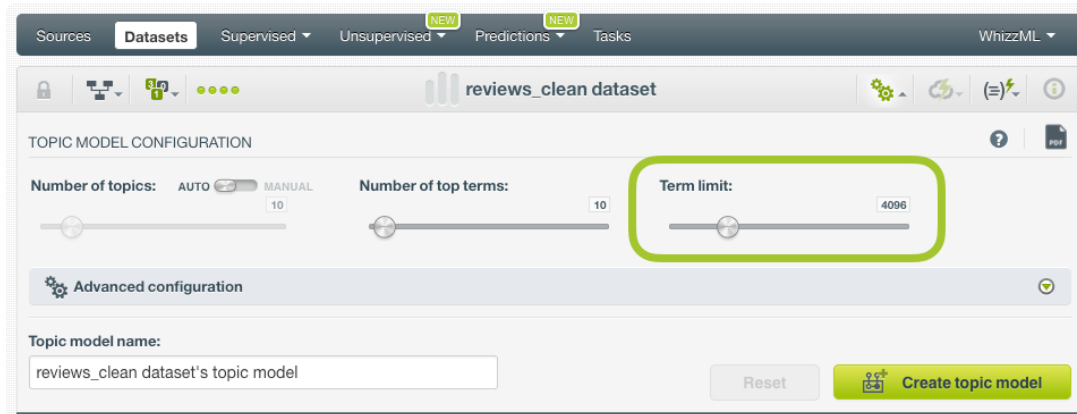 NEW NEW
Sources Datasets Supervised Unsupervised Predictions Tasks WhizzML
reviews_clean dataset
TOPIC MODEL CONFIGURATION
PDF
Number of topics: AUTO MANUAL Number of top terms: Term limit:
10 10 4096
Advanced configuration
Topic model name:
reviews_clean dataset's topic model
Reset Create topic model